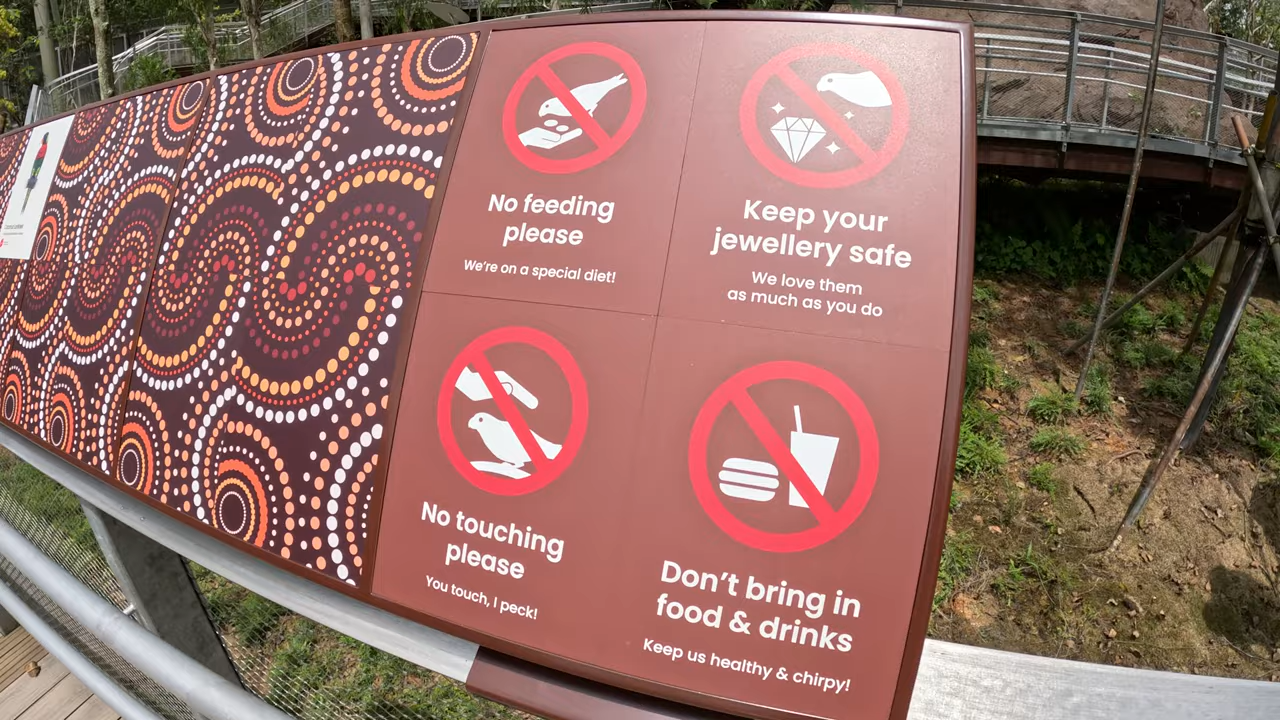 No feeding
please
We're on a special diet!
Keep your
jewellery safe
We love them
as much as you do
No touching
please
You touch, I peck!
Don't bring in
food & drinks
Keep us healthy & chirpy!